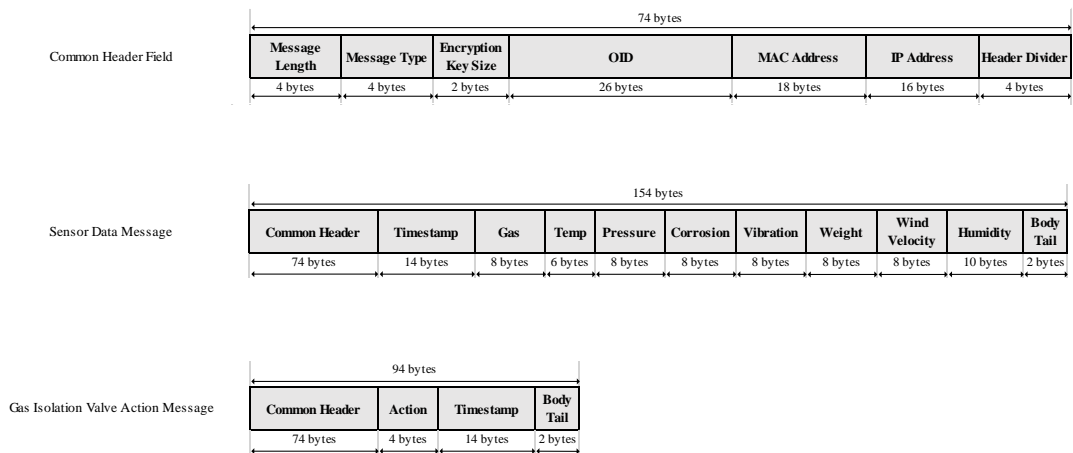 74 bytes
Common Header Field
Message Length
Message Type
Encryption Key Size
OID
MAC Address
IP Address
Header Divider
4 bytes
4 bytes
2 bytes
26 bytes
18 bytes
16 bytes
4 bytes
154 bytes
Sensor Data Message
Common Header
Timestamp
Gas
Temp
Pressure
Corrosion
Vibration
Weight
Wind Velocity
Humidity
Body Tail
74 bytes
14 bytes
8 bytes
6 bytes
8 bytes
8 bytes
8 bytes
8 bytes
8 bytes
10 bytes
2 bytes
94 bytes
Gas Isolation Valve Action Message
Common Header
Action
Timestamp
Body Tail
74 bytes
4 bytes
14 bytes
2 bytes